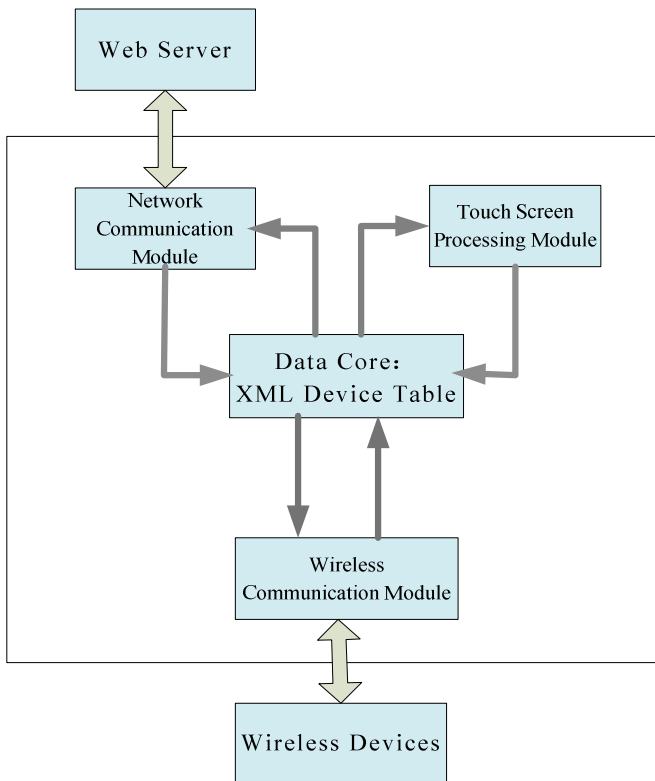 Web Server
Network
Communication
Module
Touch Screen
Processing Module
Data Core：
XML Device Table
Wireless
Communication Module
Wireless Devices